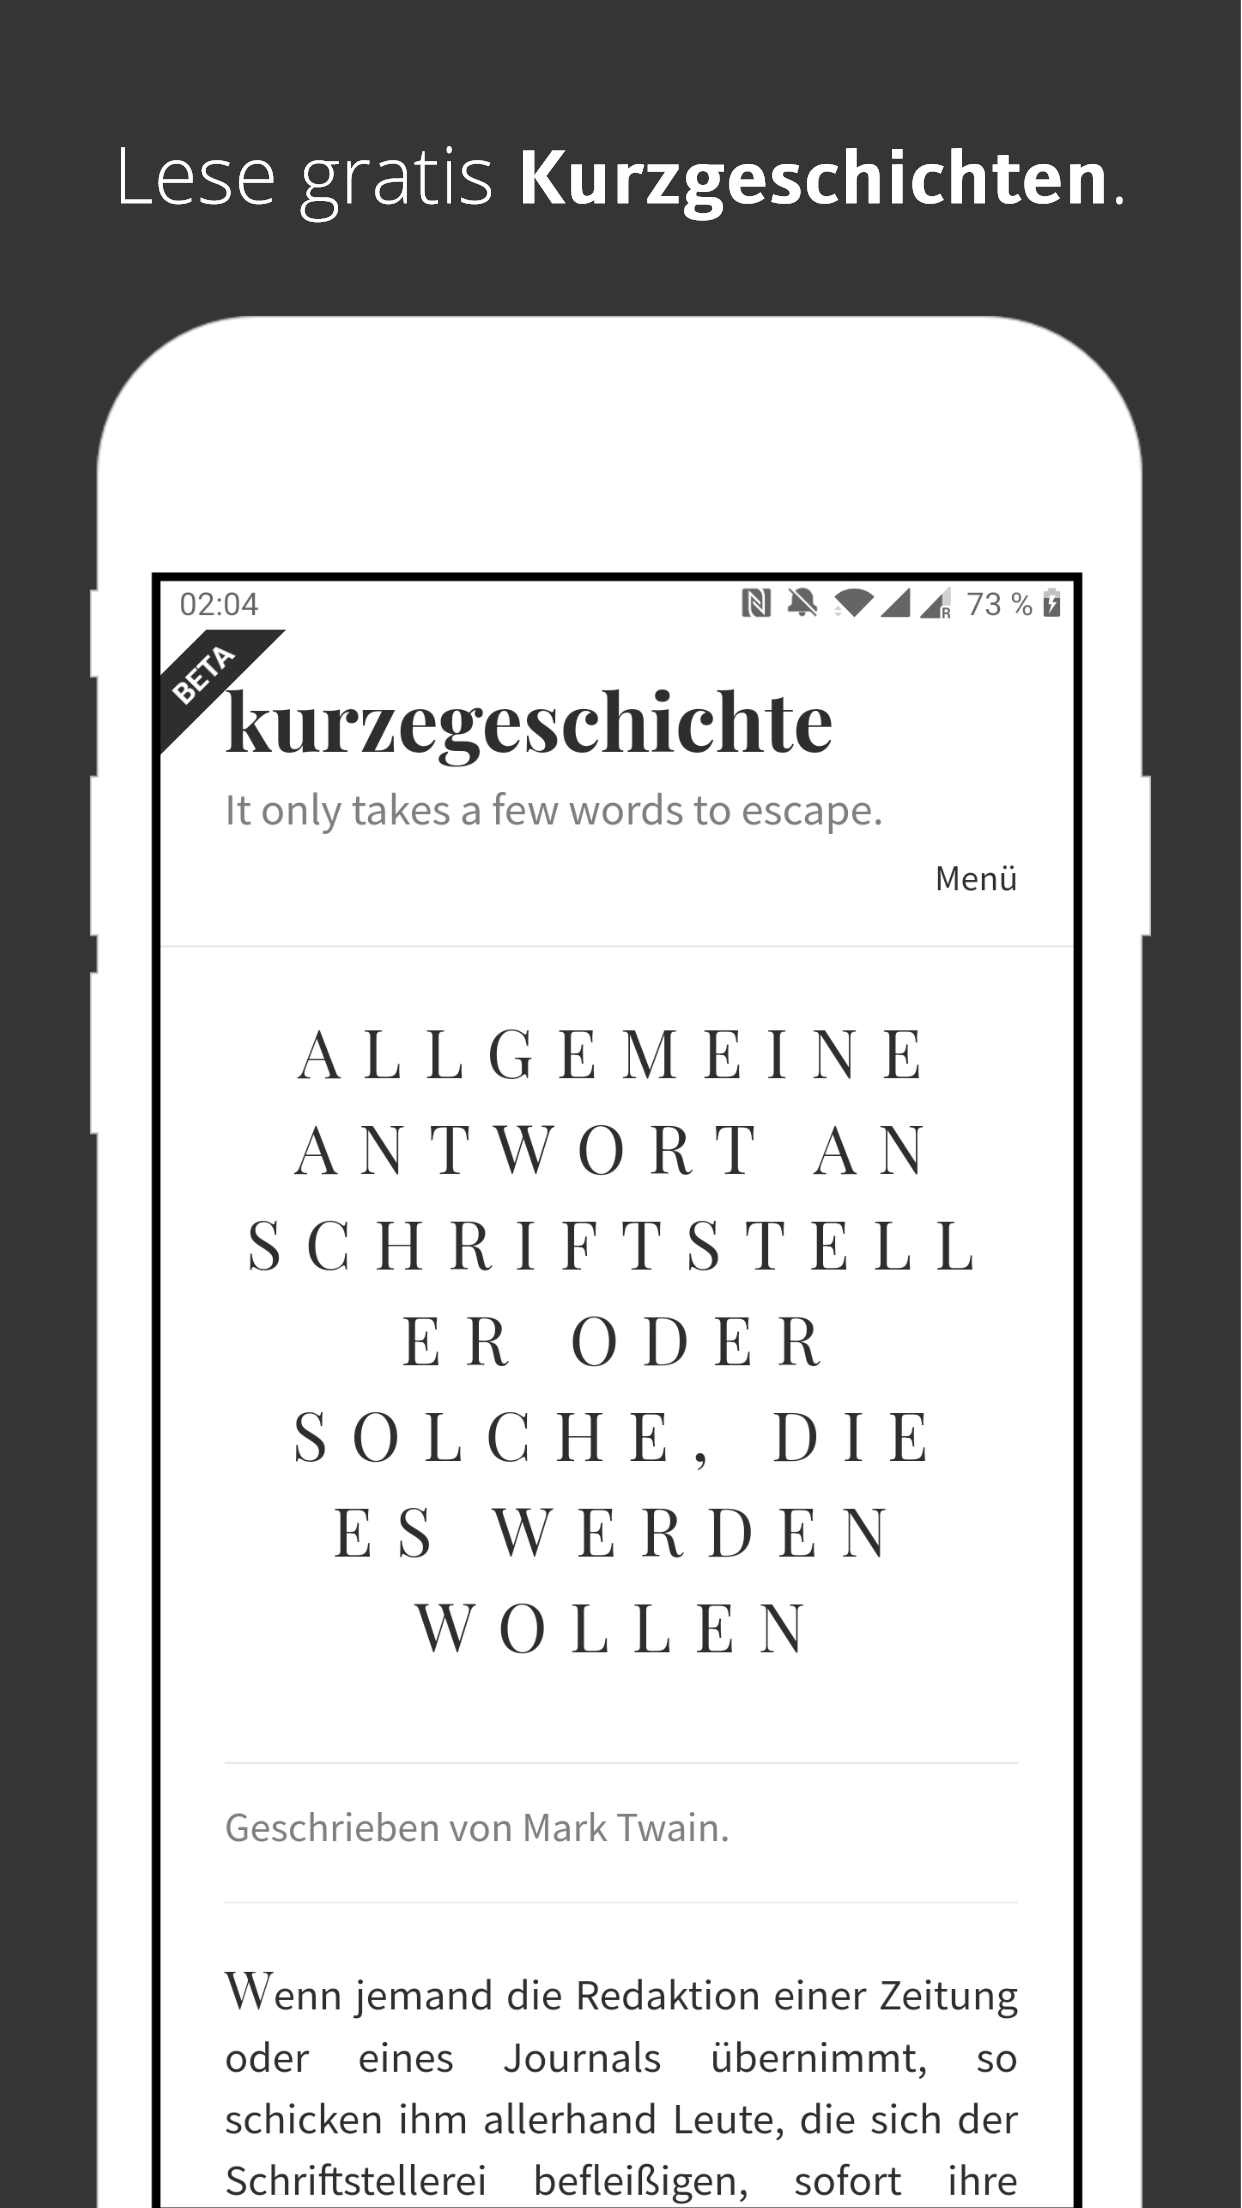 Lese gratis Kurzgeschichten.
02:04
73 %
BETA
kurzegeschichte
It only takes a few words to escape.
Menü
ALLGEMEINE
ANTWORT AN
SCHRIFTSTELL
ER ODER
SOLCHE, DIE
ES WERDEN
WOLLEN
Geschrieben von Mark Twain.
Wenn jemand die Redaktion einer Zeitung
oder eines Journals übernimmt, so
schicken ihm allerhand Leute, die sich der
Schriftstellerei befleißigen, sofort ihre